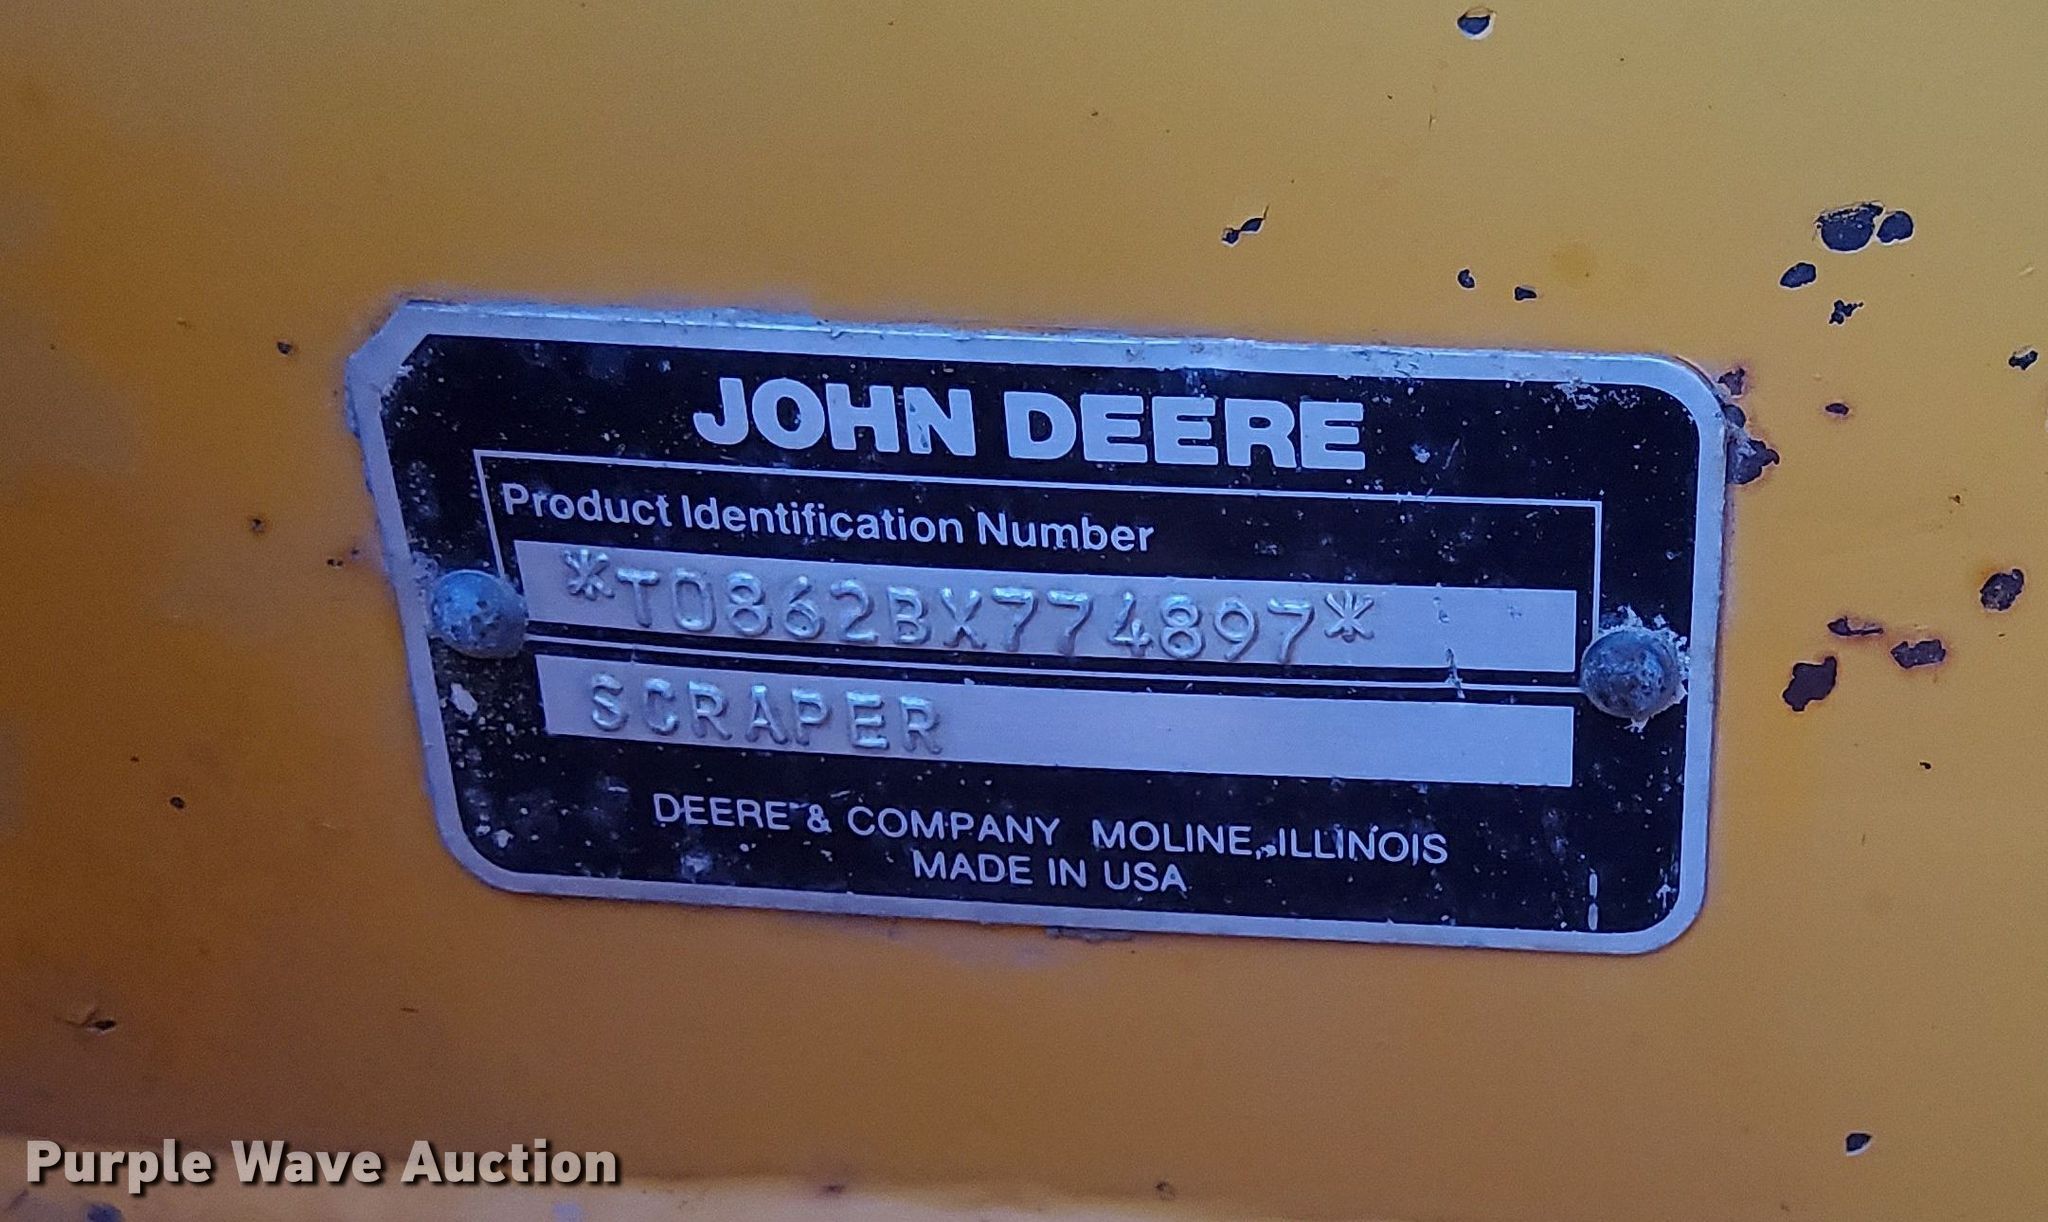 JOHN DEERE
Product Identification Number
*T0862BX774897*
SCRAPER
DEERE & COMPANY MOLINE, ILLINOIS
MADE IN USA
Purple Wave Auction